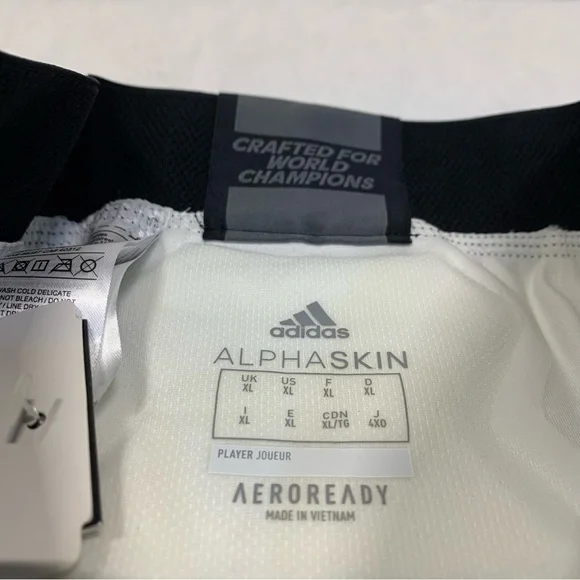 CRAFTED FOR
WORLD
CHAMPIONS
WASH COLD DELICATE
NOT BLEACH / DO NOT
/ LINE DRY
adidas
ALPHASKIN
UK US F D
XL XL XL XL
I E CDN J
XL XL XL/TG 4XO
PLAYER JOUEUR
AEROREADY
MADE IN VIETNAM